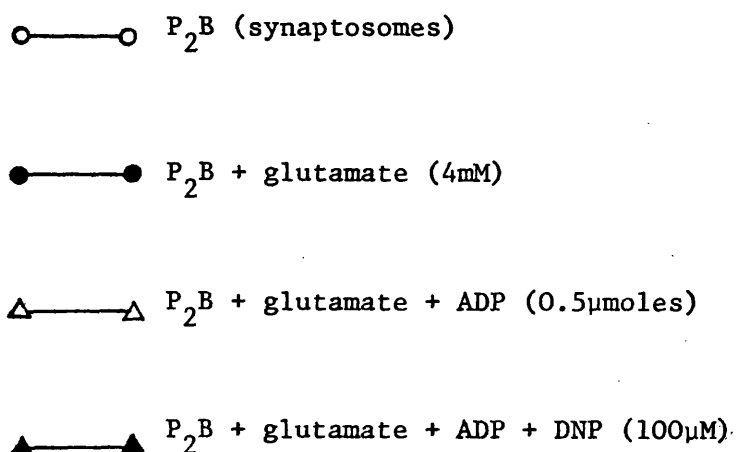 P₂B (synaptosomes)
P₂B + glutamate (4mM)
P₂B + glutamate + ADP (0.5μmoles)
P₂B + glutamate + ADP + DNP (100μM)